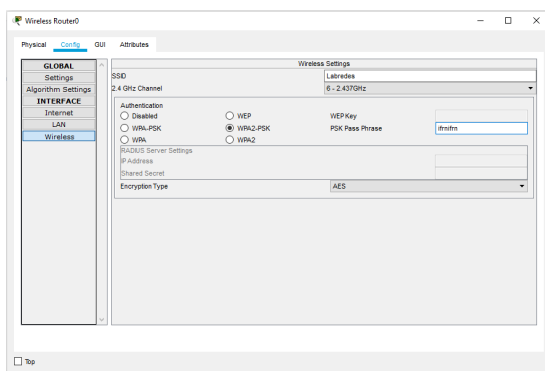 Wireless Router0
Physical Config GUI Attributes
GLOBAL
Settings
Algorithm Settings
INTERFACE
Internet
LAN
Wireless
Wireless Settings
SSID Labredes
2.4 GHz Channel 6 - 2.437GHz
Authentication
Disabled WEP WEP Key
WPA-PSK WPA2-PSK PSK Pass Phrase ifrnifrn
WPA WPA2
RADIUS Server Settings
IP Address
Shared Secret
Encryption Type AES
Top